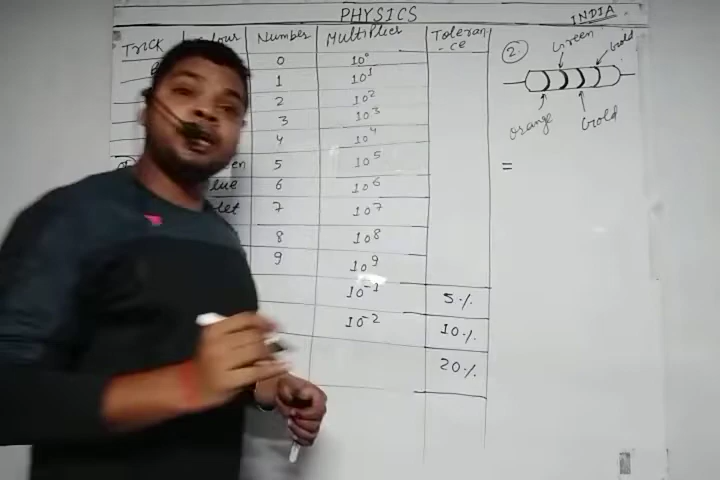 PHYSICS
INDIA
Trick Number Multiplier Toleran
-ce
0 10⁰
1 10¹
2 10²
3 10³
4 10⁴
5 10⁵
6 10⁶
7 10⁷
8 10⁸
9 10⁹
10⁻¹ 5%
10⁻² 10%
20%
2.
Green Gold
orange Gold
=